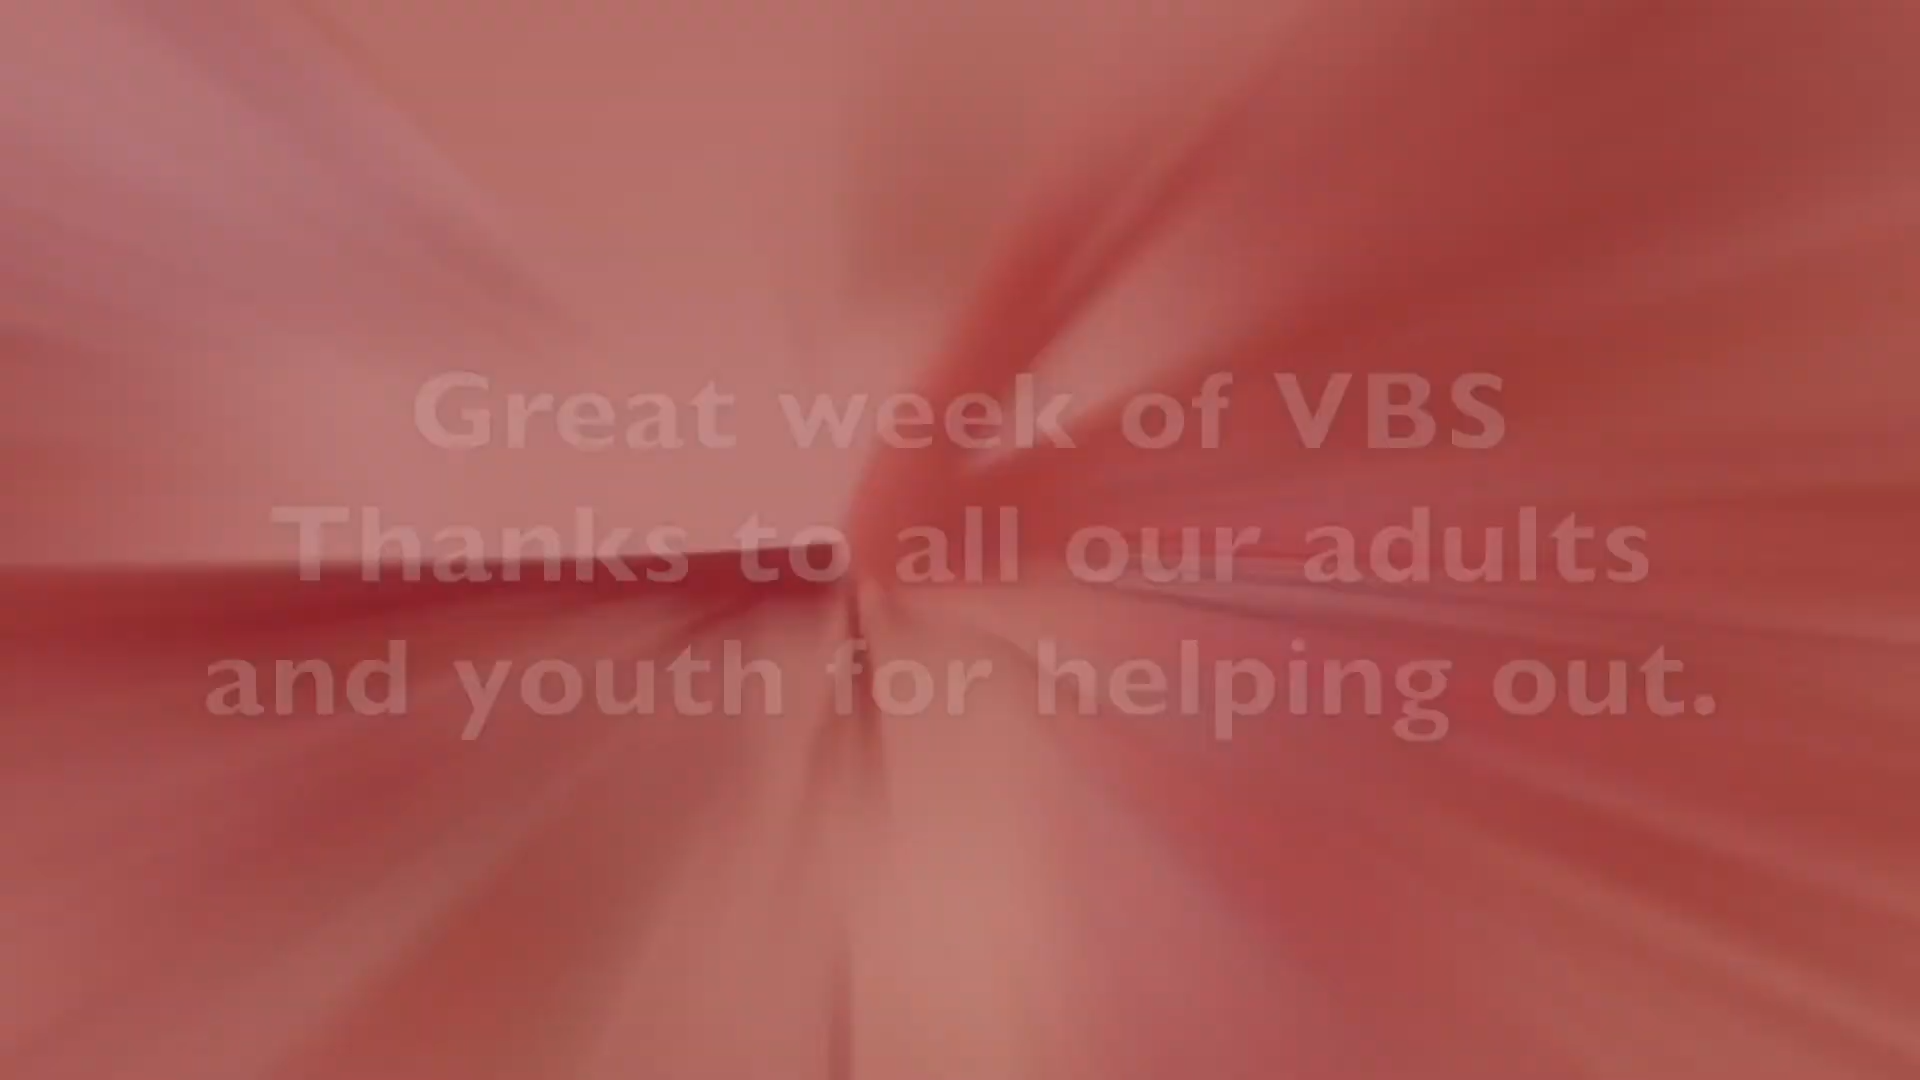 Great week of VBS
Thanks to all our adults
and youth for helping out.